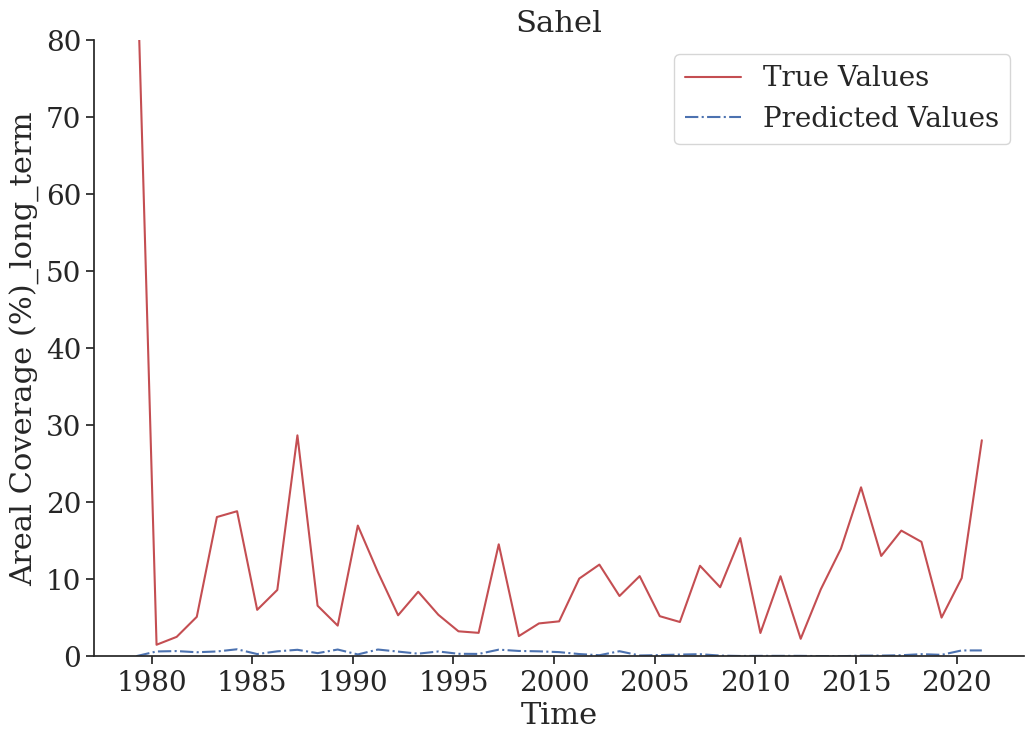 Sahel
80
70
60
50
40
30
20
10
0
Areal Coverage (%)_long_term
True Values
Predicted Values
1980 1985 1990 1995 2000 2005 2010 2015 2020
Time